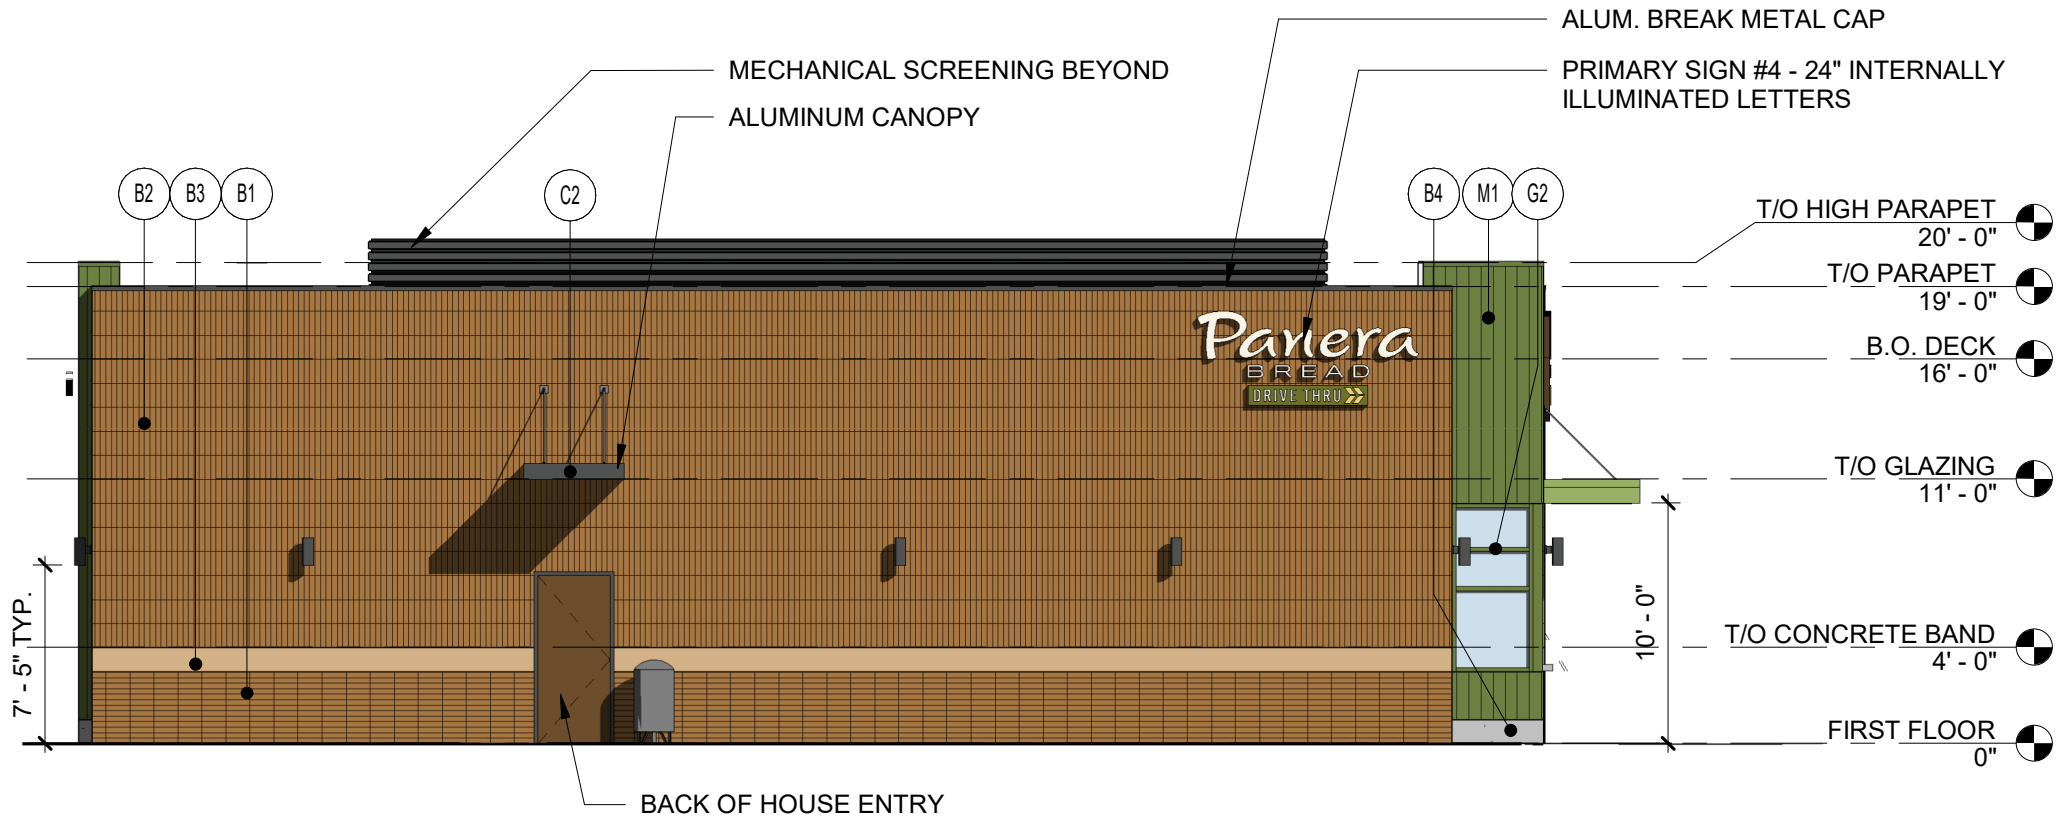 ALUM. BREAK METAL CAP
MECHANICAL SCREENING BEYOND
PRIMARY SIGN #4 - 24" INTERNALLY
ILLUMINATED LETTERS
ALUMINUM CANOPY
B2
B3
B1
C2
B4
M1
G2
T/O HIGH PARAPET
20' - 0"
T/O PARAPET
19' - 0"
Panera
BREAD
DRIVE THRU
B.O. DECK
16' - 0"
T/O GLAZING
11' - 0"
7' - 5" TYP.
10' - 0"
T/O CONCRETE BAND
4' - 0"
FIRST FLOOR
0"
BACK OF HOUSE ENTRY